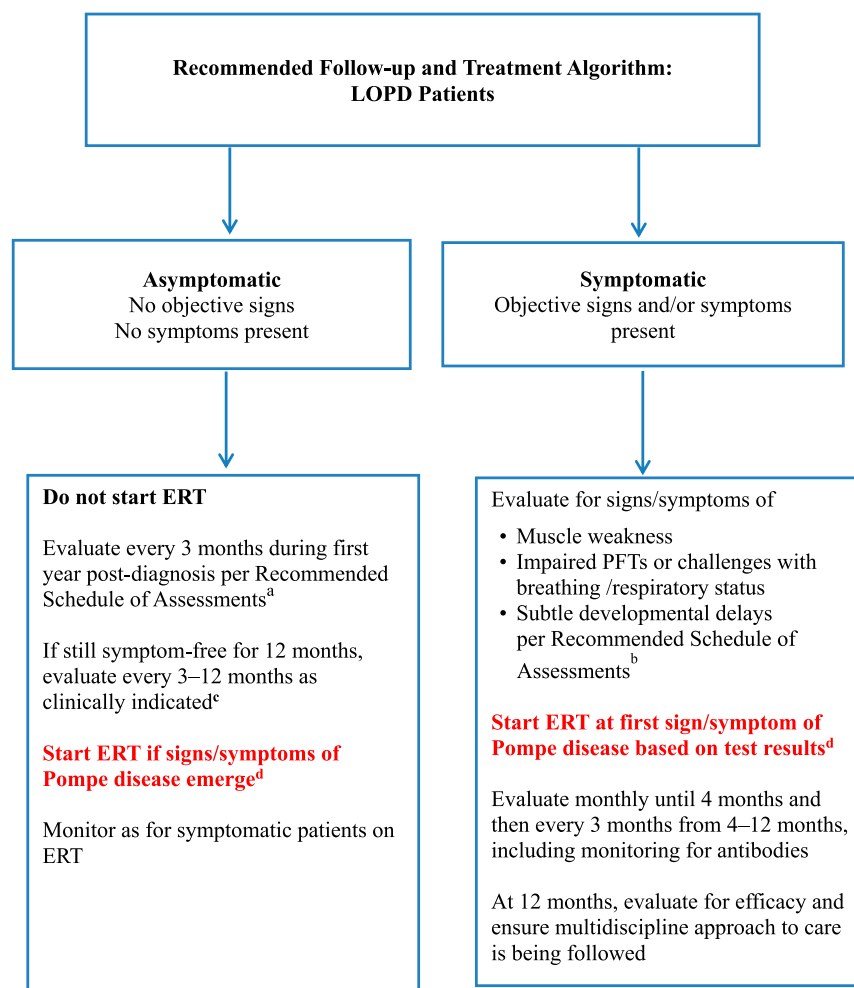 Recommended Follow-up and Treatment Algorithm:
LOPD Patients
Asymptomatic
No objective signs
No symptoms present
Symptomatic
Objective signs and/or symptoms
present
Do not start ERT
Evaluate every 3 months during first
year post-diagnosis per Recommended
Schedule of Assessmentsa
If still symptom-free for 12 months,
evaluate every 3–12 months as
clinically indicatedc
Start ERT if signs/symptoms of
Pompe disease emerged
Monitor as for symptomatic patients on
ERT
Evaluate for signs/symptoms of
• Muscle weakness
• Impaired PFTs or challenges with
breathing /respiratory status
• Subtle developmental delays
per Recommended Schedule of
Assessmentsb
Start ERT at first sign/symptom of
Pompe disease based on test resultsd
Evaluate monthly until 4 months and
then every 3 months from 4–12 months,
including monitoring for antibodies
At 12 months, evaluate for efficacy and
ensure multidiscipline approach to care
is being followed